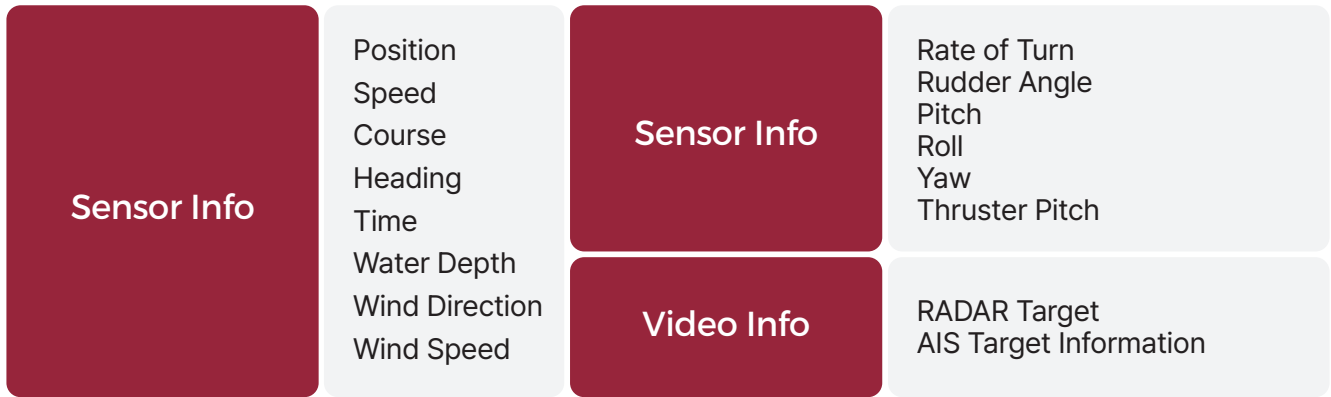 Sensor Info
Position
Speed
Course
Heading
Time
Water Depth
Wind Direction
Wind Speed
Sensor Info
Rate of Turn
Rudder Angle
Pitch
Roll
Yaw
Thruster Pitch
Video Info
RADAR Target
AIS Target Information